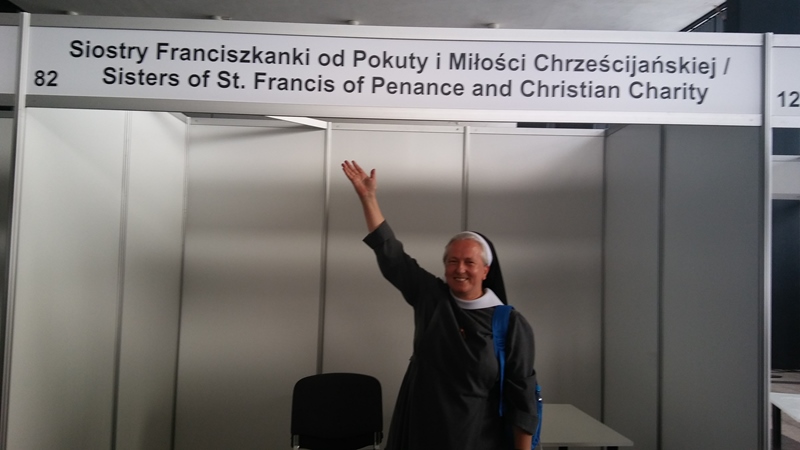 Siostry Franciszkanki od Pokuty i Miłości Chrześcijańskiej /
82 Sisters of St. Francis of Penance and Christian Charity
12